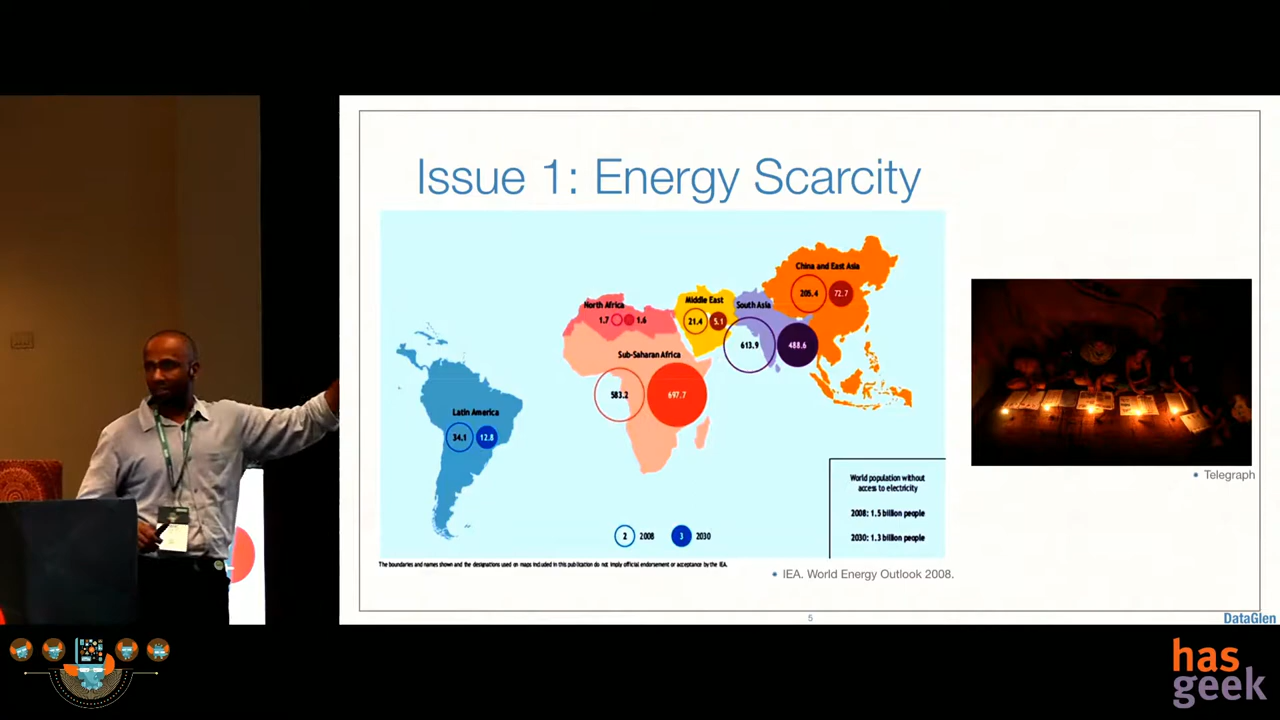 Issue 1: Energy Scarcity
China and East Asia
205.4
72.7
Middle East
21.4
5.1
South Asia
613.9
488.6
North Africa
1.7
1.6
Sub-Saharan Africa
583.2
697.7
Latin America
34.1
12.8
World population without
access to electricity
2008: 1.5 billion people
2030: 1.3 billion people
2
2008
3
2030
The boundaries and names shown and the designations used on maps included in this publication do not imply official endorsement or acceptance by the IEA.
• IEA. World Energy Outlook 2008.
• Telegraph
5
DataGlen
has
geek